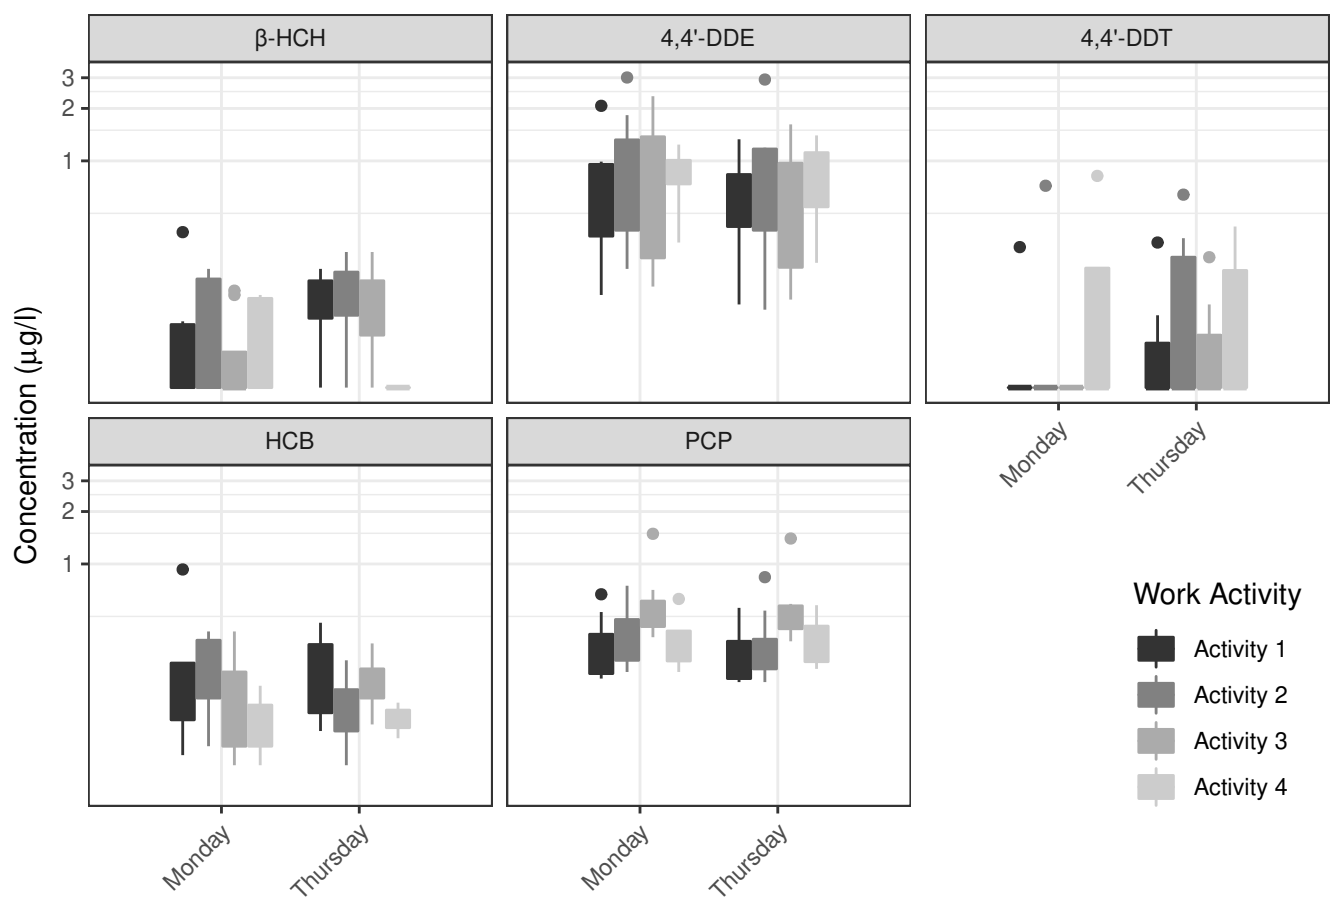 β-HCH
4,4'-DDE
4,4'-DDT
3
2
1
Monday
Thursday
HCB
PCP
3
2
1
Monday
Thursday
Monday
Thursday
Concentration (μg/l)
Work Activity
Activity 1
Activity 2
Activity 3
Activity 4